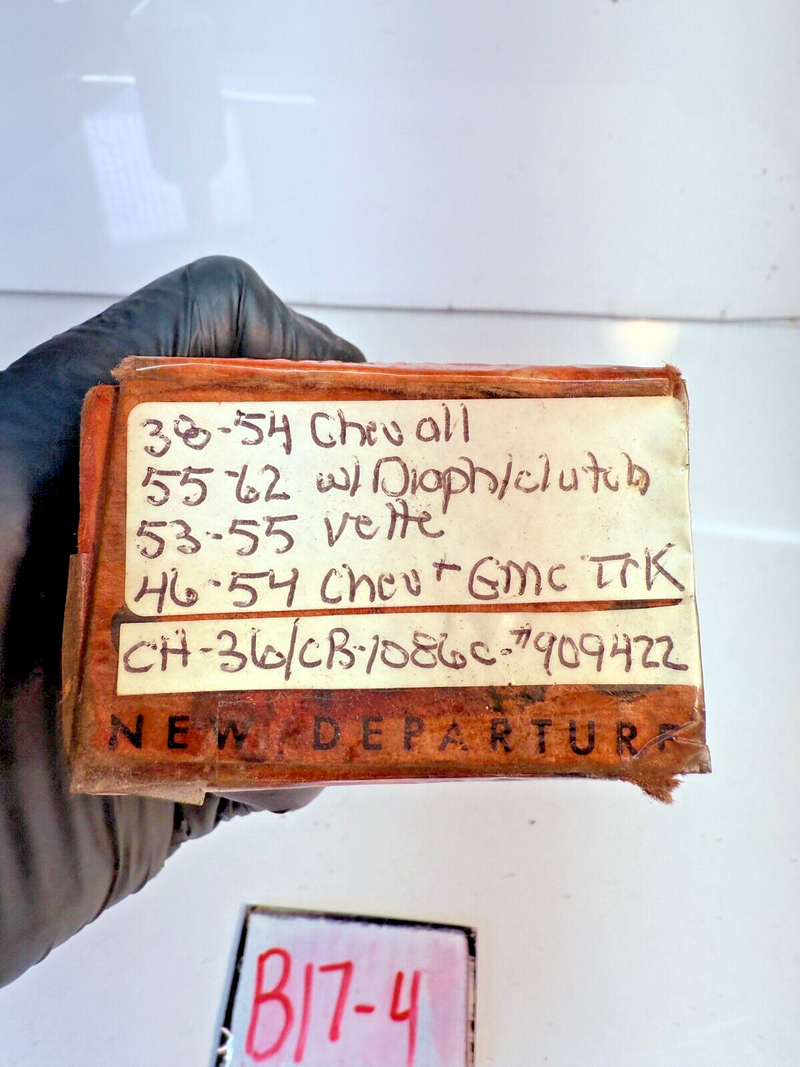 38-54 Chev all
55-62 w/Diaph/clutch
53-55 vette
46-54 Chev + GMC TrK
CH-36/CB-1086C-#909422
NEW DEPARTURE
B17-4